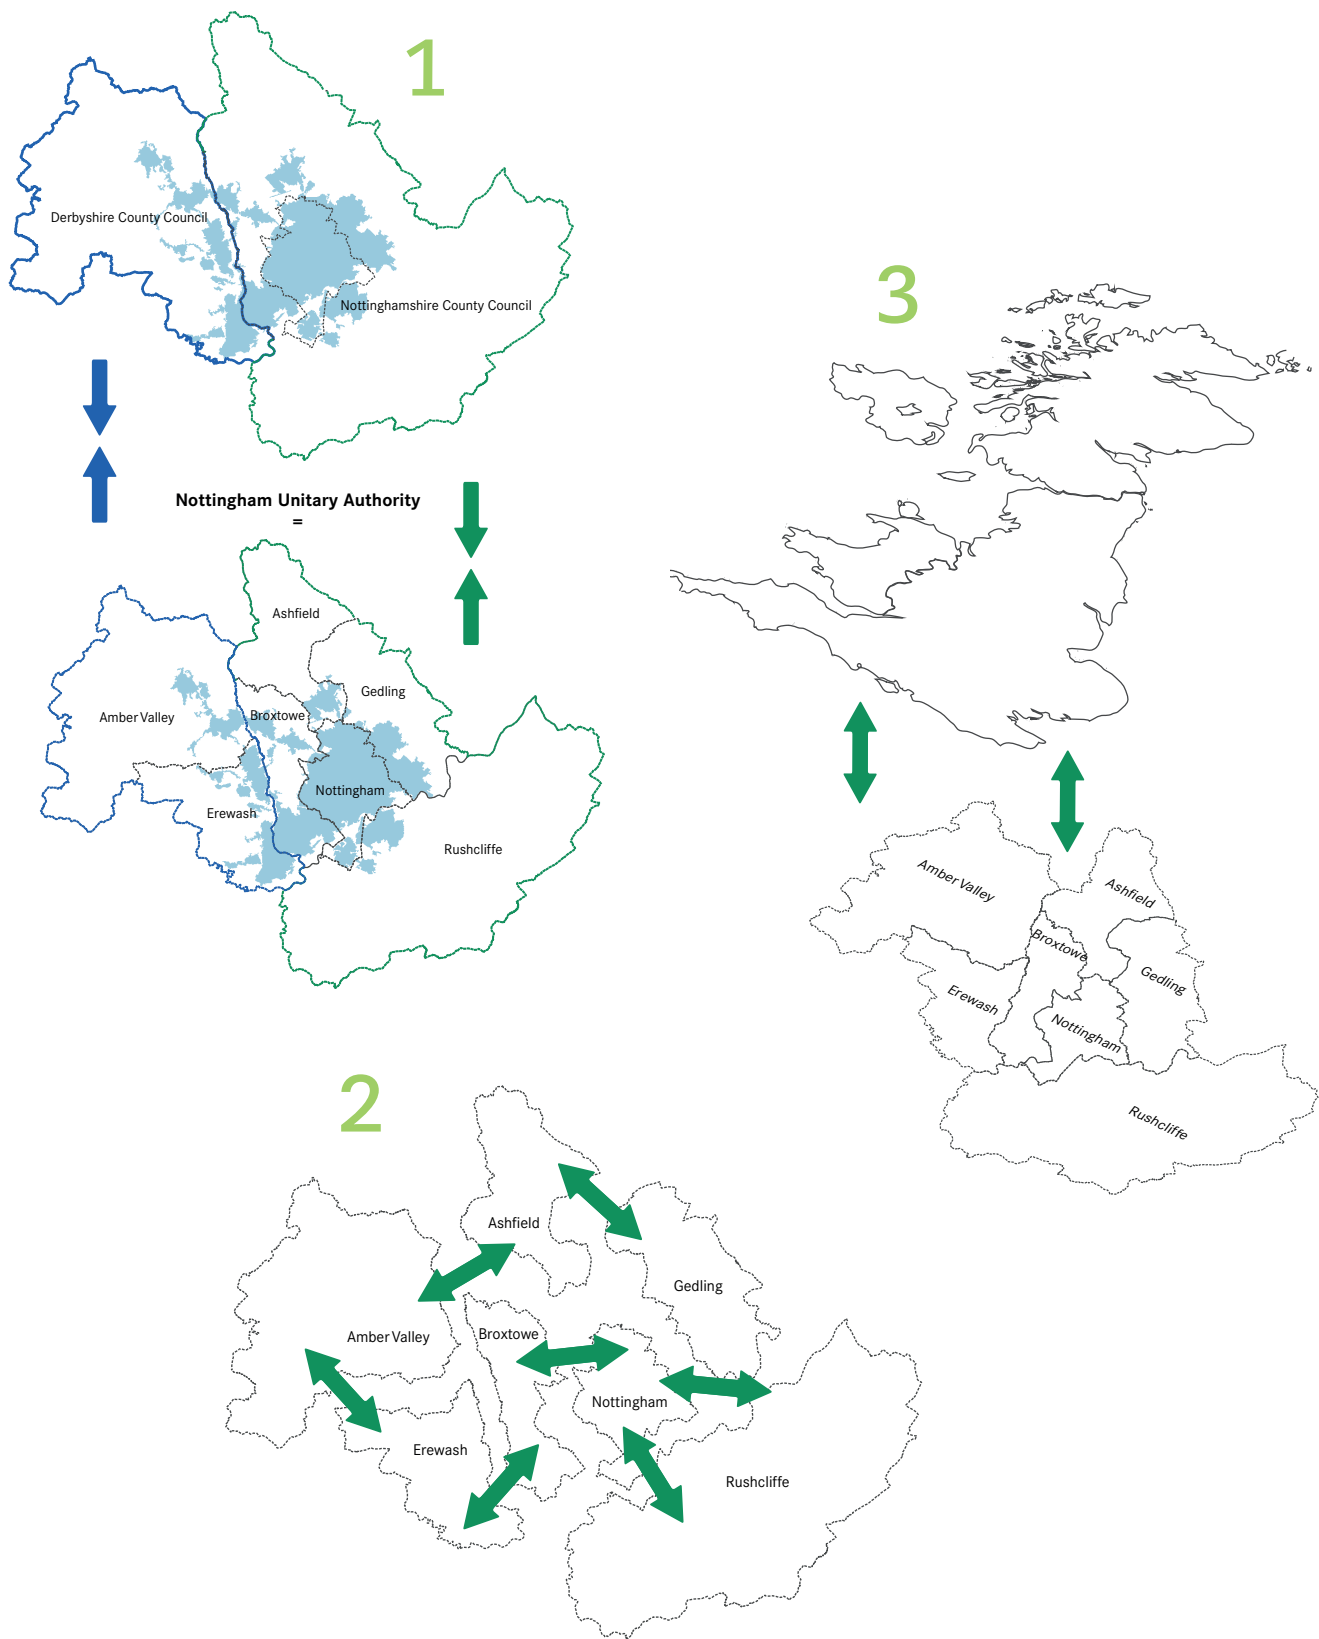 1
Derbyshire County Council
Nottinghamshire County Council
Nottingham Unitary Authority
=
Ashfield
Gedling
Amber Valley
Broxtowe
Nottingham
Erewash
Rushcliffe
3
Amber Valley
Ashfield
Broxtowe
Gedling
Erewash
Nottingham
Rushcliffe
2
Ashfield
Gedling
Amber Valley
Broxtowe
Nottingham
Erewash
Rushcliffe